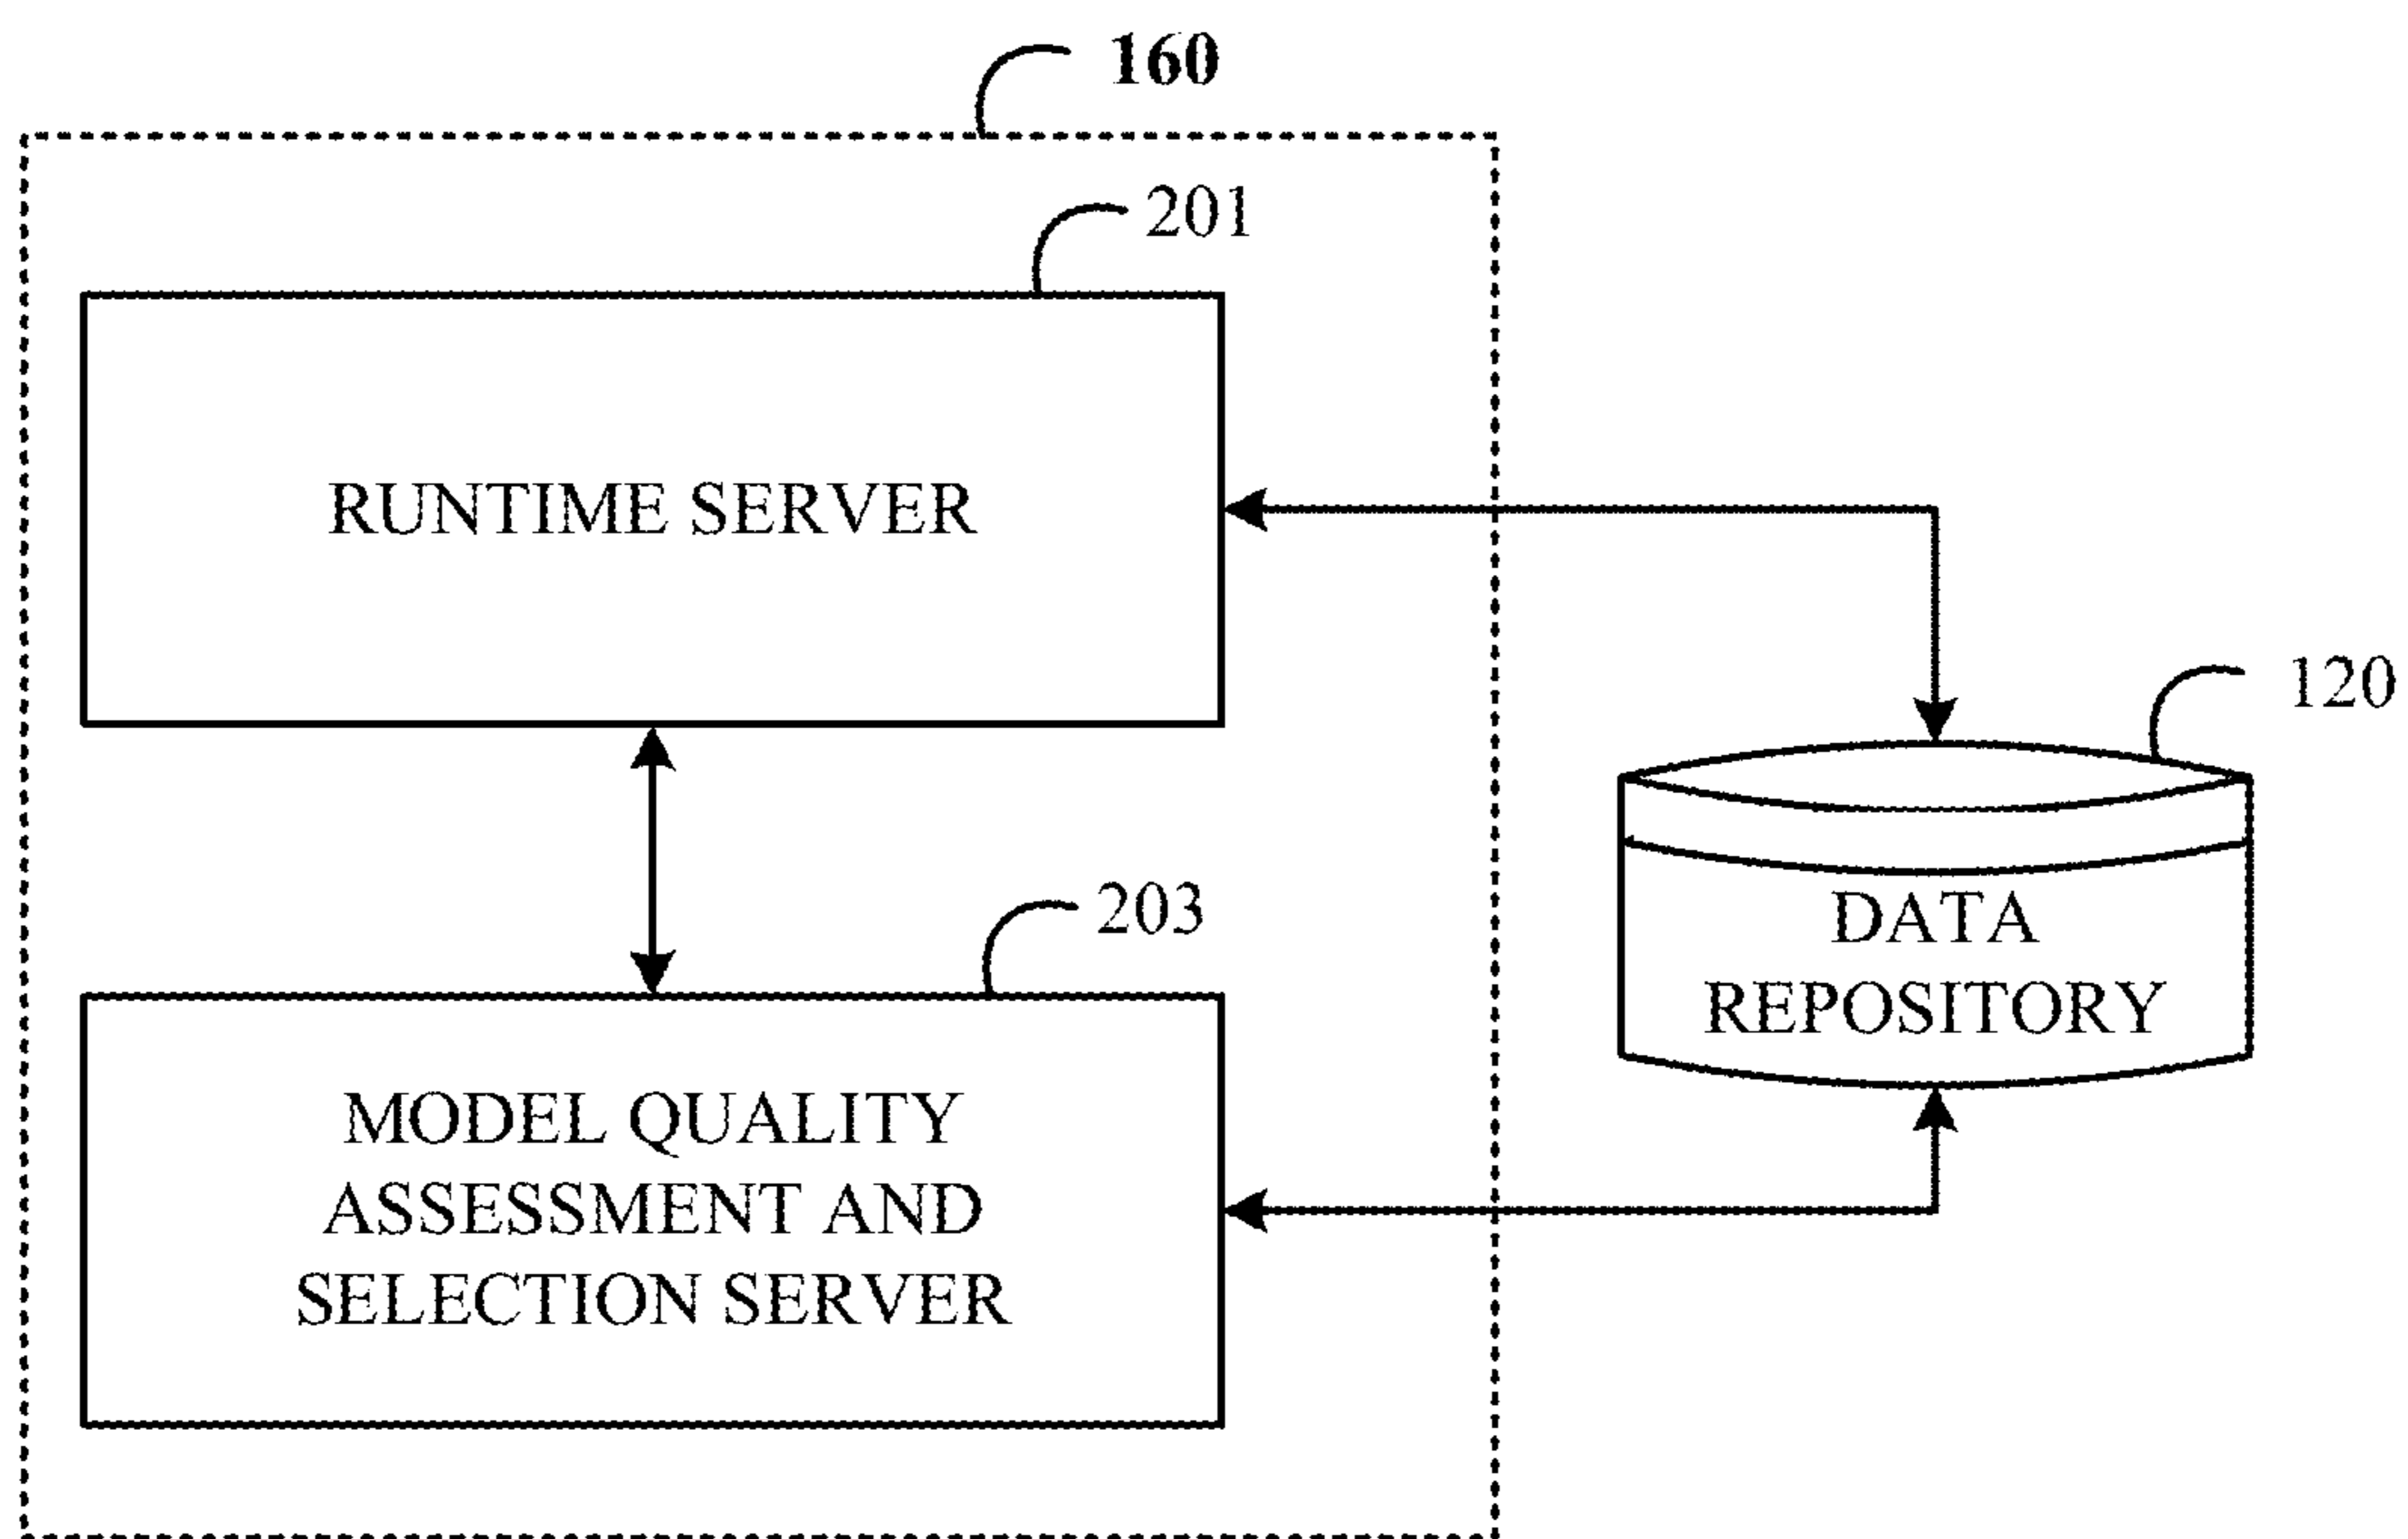 160
201
RUNTIME SERVER
120
203
DATA
REPOSITORY
MODEL QUALITY
ASSESSMENT AND
SELECTION SERVER